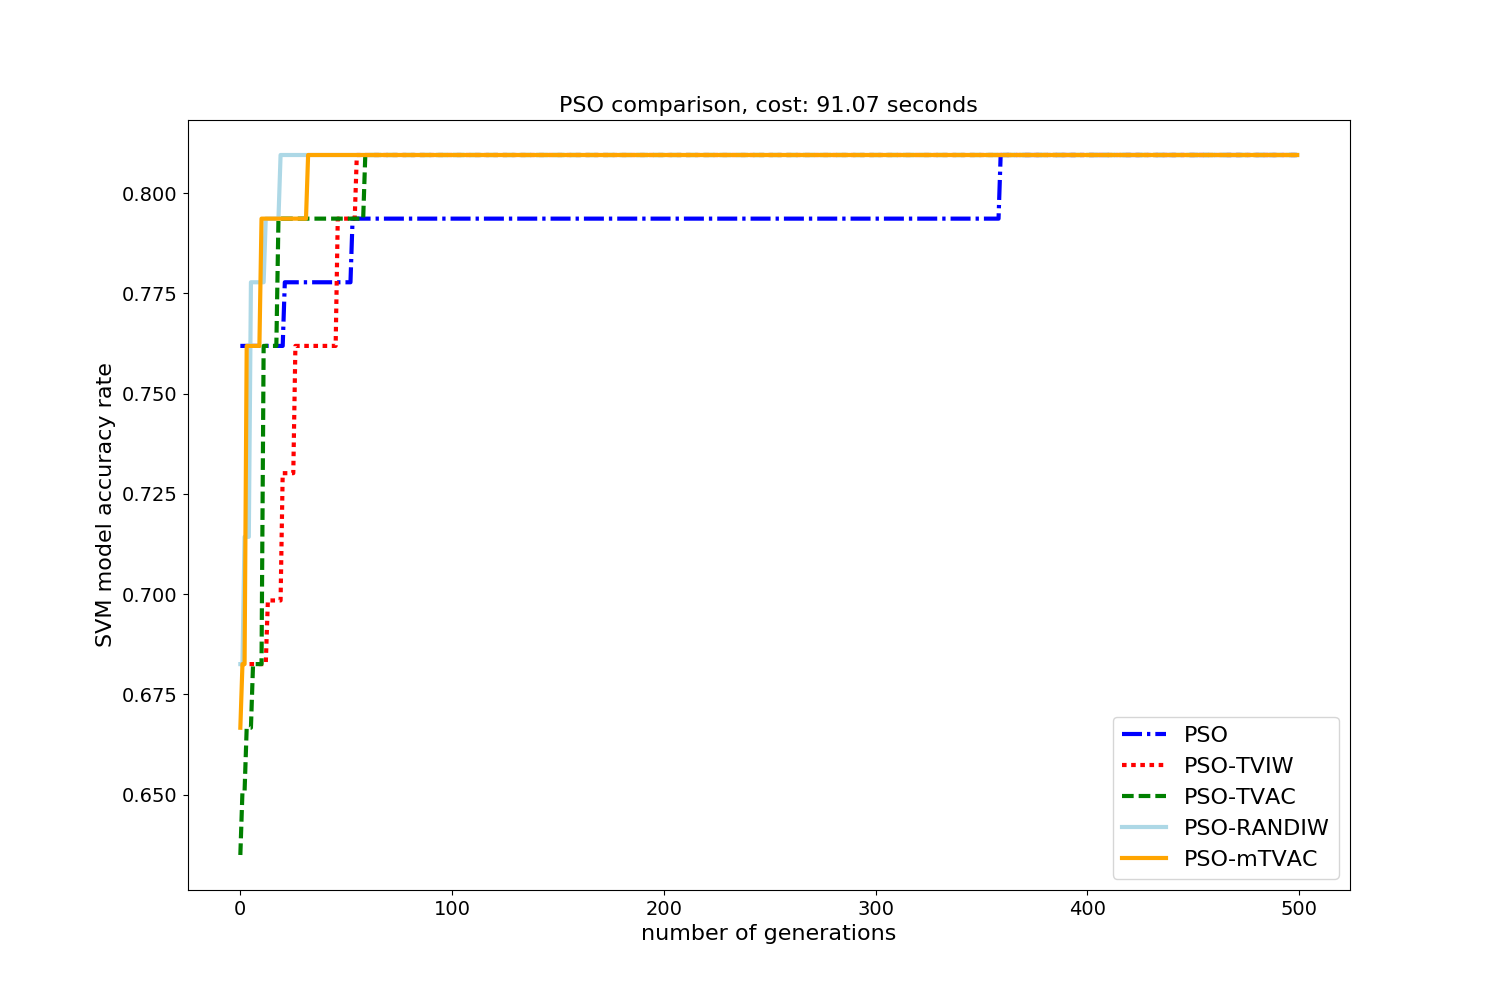 PSO comparison, cost: 91.07 seconds
SVM model accuracy rate
0.800
0.775
0.750
0.725
0.700
0.675
0.650
PSO
PSO-TVIW
PSO-TVAC
PSO-RANDIW
PSO-mTVAC
0 100 200 300 400 500
number of generations